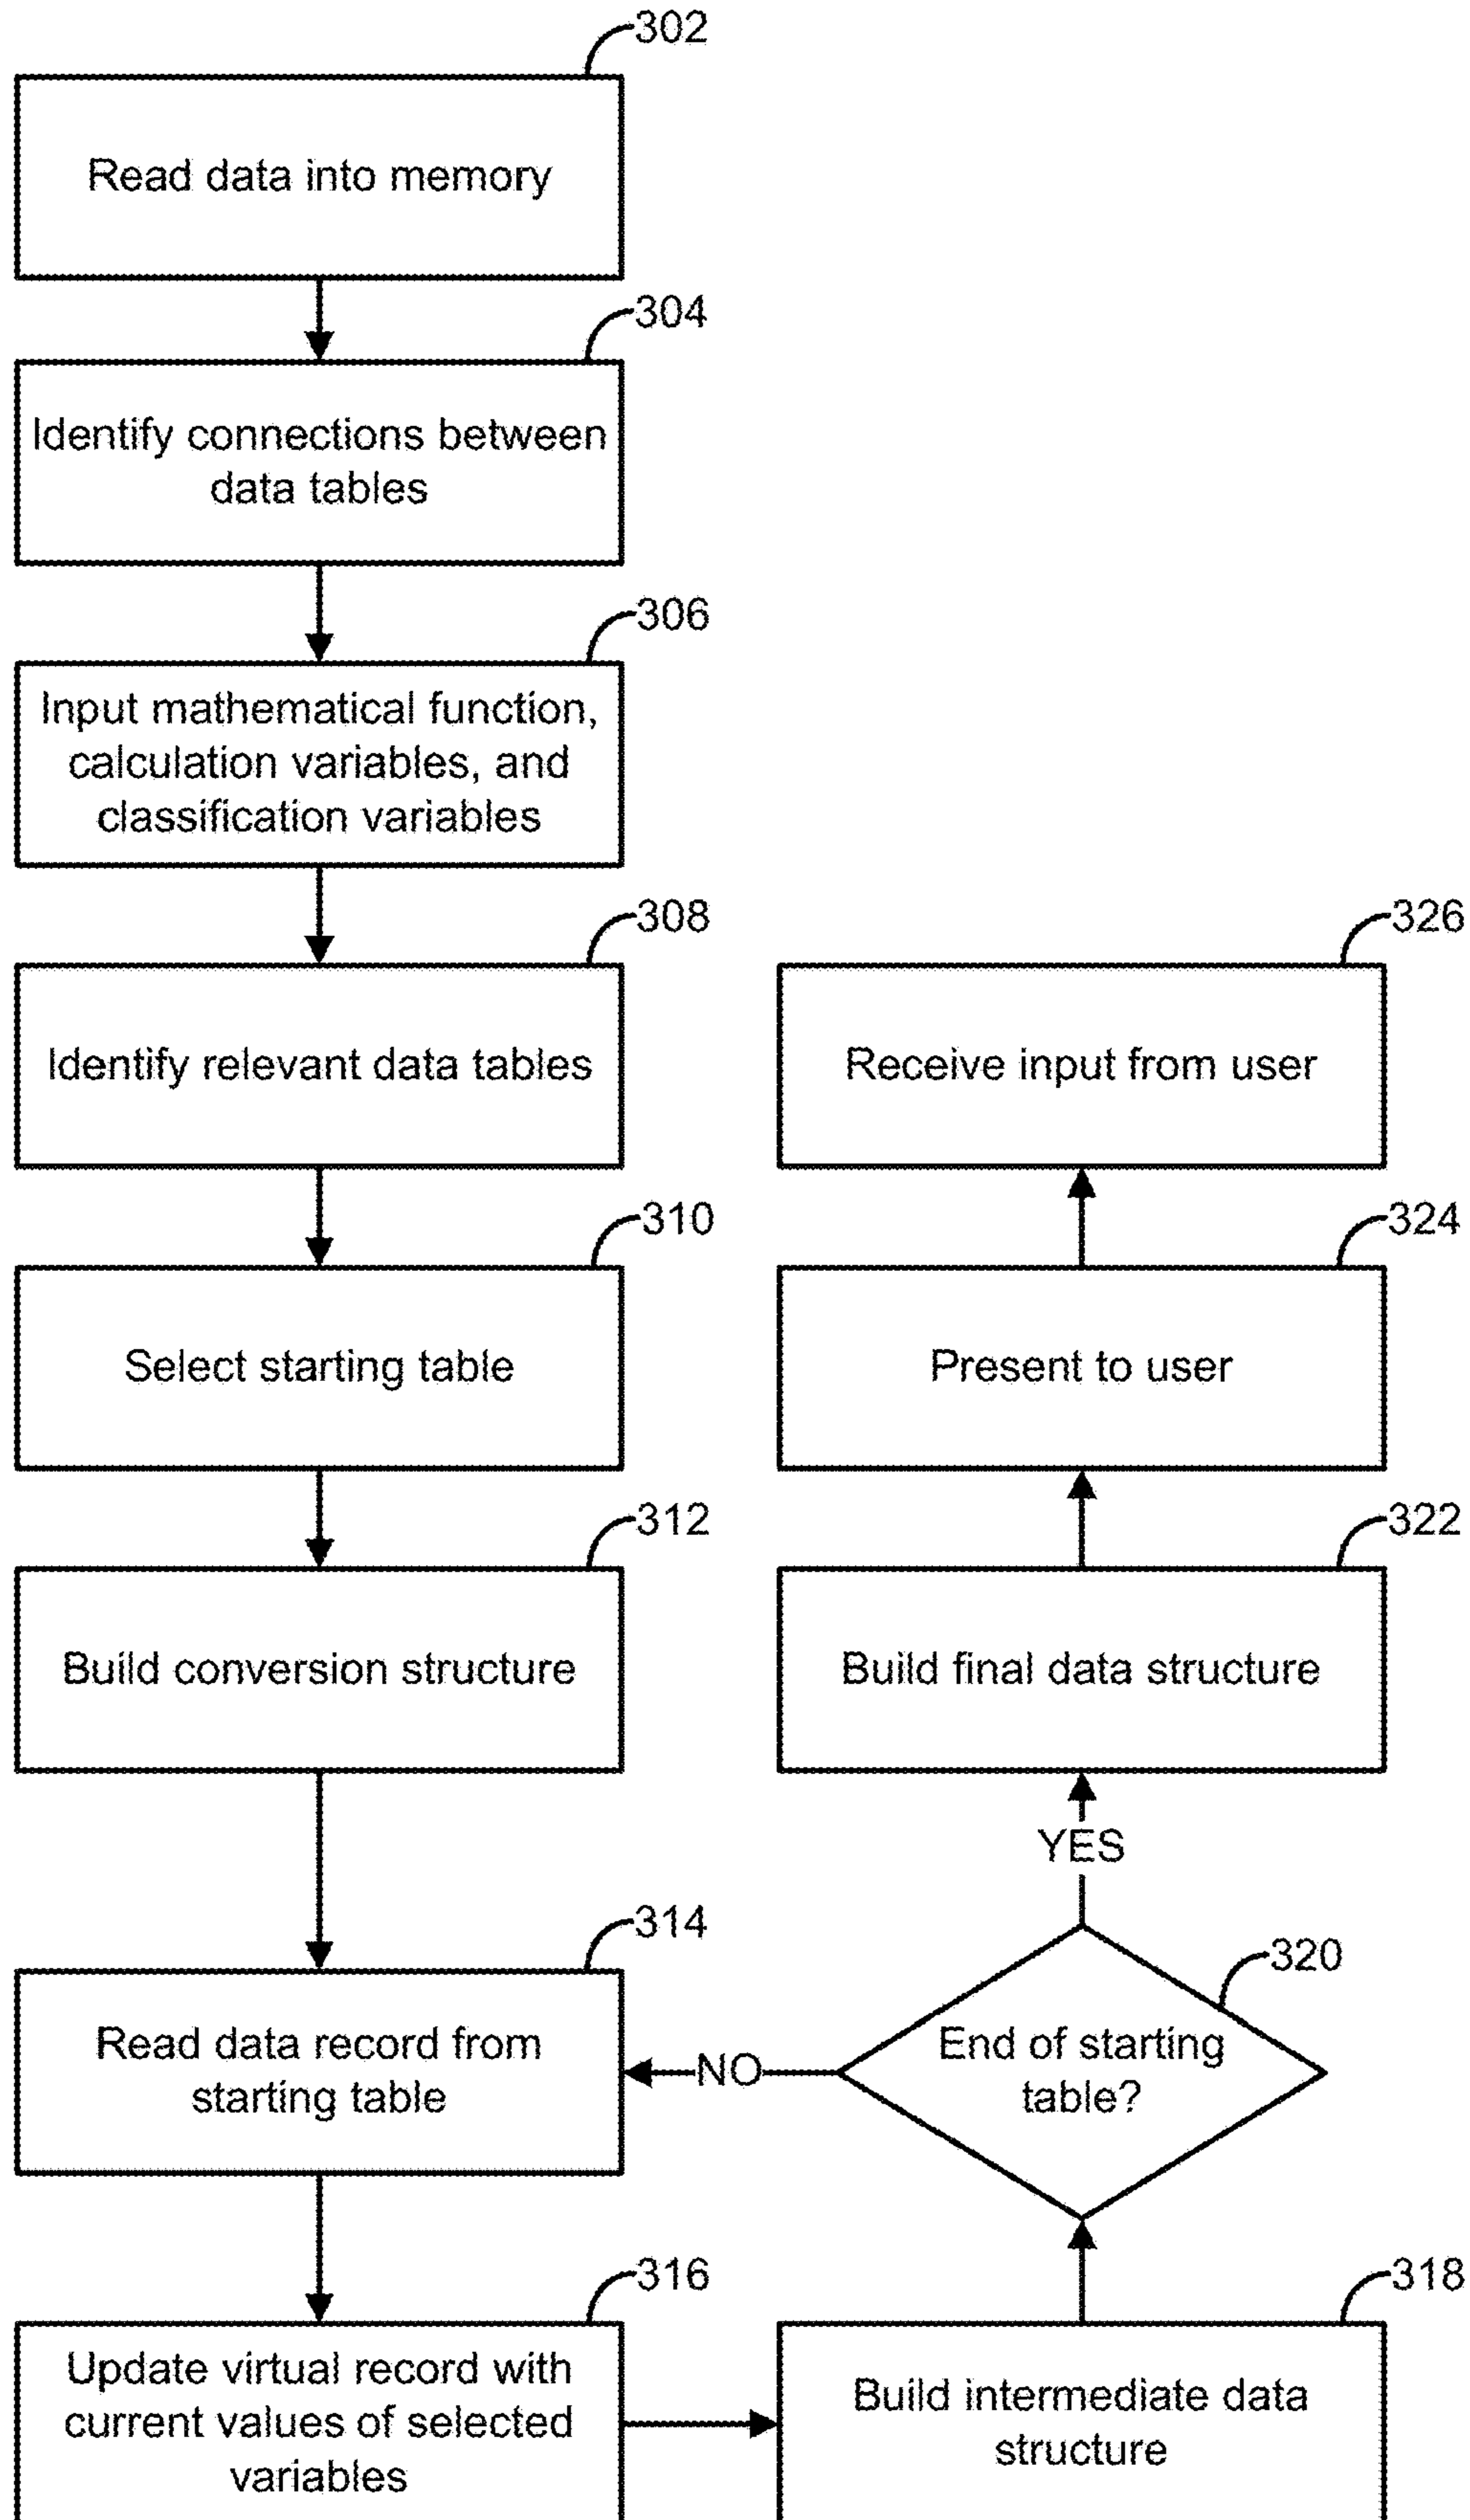 302
Read data into memory
304
Identify connections between
data tables
306
Input mathematical function,
calculation variables, and
classification variables
308
Identify relevant data tables
310
Select starting table
312
Build conversion structure
314
Read data record from
starting table
316
Update virtual record with
current values of selected
variables
318
Build intermediate data
structure
320
End of starting
table?
NO
YES
322
Build final data structure
324
Present to user
326
Receive input from user